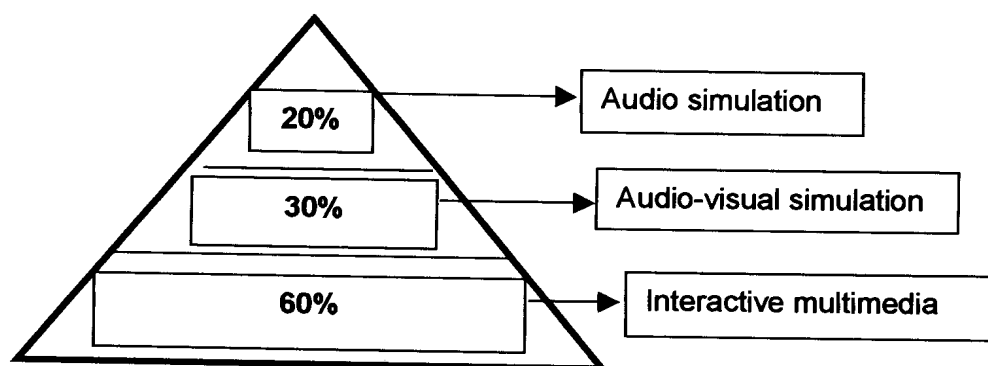 20%
Audio simulation
30%
Audio-visual simulation
60%
Interactive multimedia